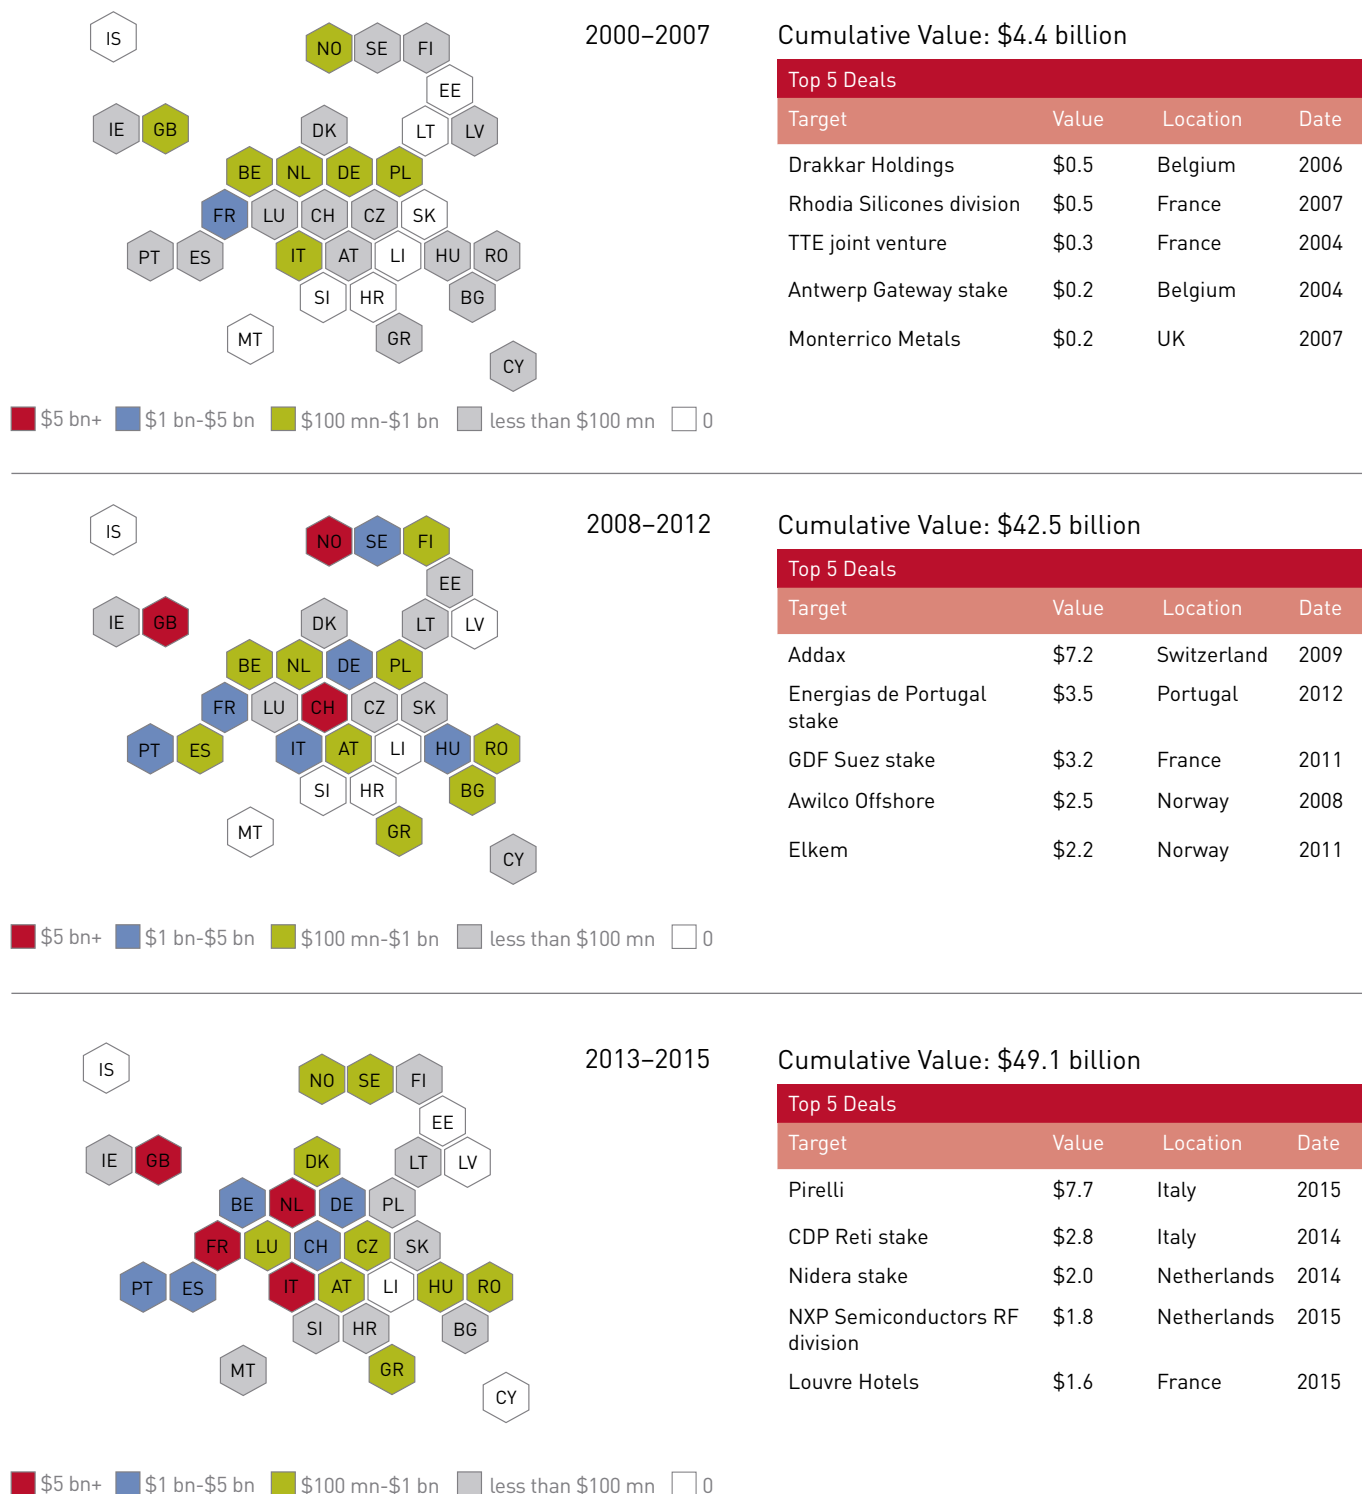 2000–2007
IS
NO SE FI
EE
IE GB DK LT LV
BE NL DE PL
FR LU CH CZ SK
PT ES IT AT LI HU RO
SI HR BG
MT GR
CY
$5 bn+ $1 bn-$5 bn $100 mn-$1 bn less than $100 mn 0
Cumulative Value: $4.4 billion
Top 5 Deals
Target Value Location Date
Drakkar Holdings $0.5 Belgium 2006
Rhodia Silicones division $0.5 France 2007
TTE joint venture $0.3 France 2004
Antwerp Gateway stake $0.2 Belgium 2004
Monterrico Metals $0.2 UK 2007
2008–2012
IS
NO SE FI
EE
IE GB DK LT LV
BE NL DE PL
FR LU CH CZ SK
PT ES IT AT LI HU RO
SI HR BG
MT GR
CY
$5 bn+ $1 bn-$5 bn $100 mn-$1 bn less than $100 mn 0
Cumulative Value: $42.5 billion
Top 5 Deals
Target Value Location Date
Addax $7.2 Switzerland 2009
Energias de Portugal $3.5 Portugal 2012
stake
GDF Suez stake $3.2 France 2011
Awilco Offshore $2.5 Norway 2008
Elkem $2.2 Norway 2011
2013–2015
IS
NO SE FI
EE
IE GB DK LT LV
BE NL DE PL
FR LU CH CZ SK
PT ES IT AT LI HU RO
SI HR BG
MT GR
CY
$5 bn+ $1 bn-$5 bn $100 mn-$1 bn less than $100 mn 0
Cumulative Value: $49.1 billion
Top 5 Deals
Target Value Location Date
Pirelli $7.7 Italy 2015
CDP Reti stake $2.8 Italy 2014
Nidera stake $2.0 Netherlands 2014
NXP Semiconductors RF $1.8 Netherlands 2015
division
Louvre Hotels $1.6 France 2015